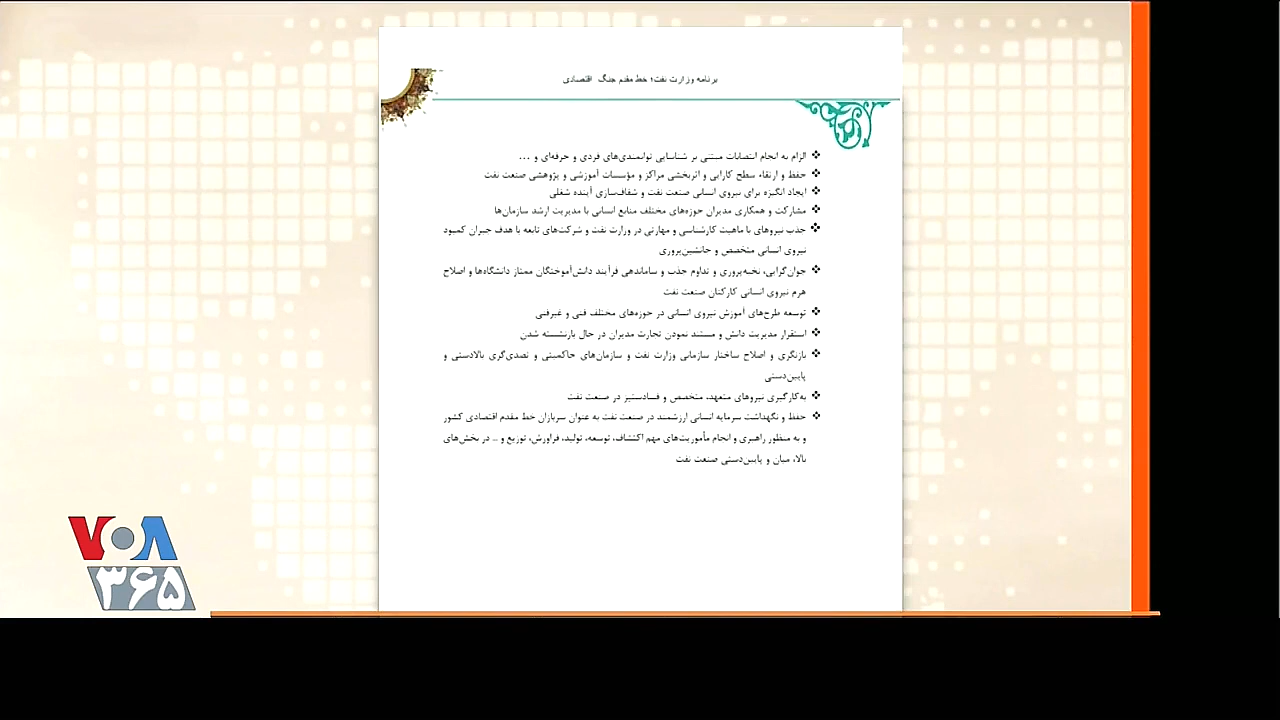 برنامه وزارت نفت؛ خط مقدم جنگ اقتصادی
❖ الزام به انجام انتصابات مبتنی بر شناسایی توانمندی‌های فردی و حرفه‌ای و ...
❖ حفظ و ارتقاء سطح کارایی و اثربخشی مراکز و مؤسسات آموزشی و پژوهشی صنعت نفت
❖ ایجاد انگیزه برای نیروی انسانی صنعت نفت و شفاف‌سازی آینده شغلی
❖ مشارکت و همکاری مدیران حوزه‌های مختلف منابع انسانی با مدیریت ارشد سازمان‌ها
❖ جذب نیروهای با ماهیت کارشناسی و مهارتی در وزارت نفت و شرکت‌های تابعه با هدف جبران کمبود
نیروی انسانی متخصص و جانشین‌پروری
❖ جوان‌گرایی، نخبه‌پروری و تداوم جذب و ساماندهی فرآیند دانش‌آموختگان ممتاز دانشگاه‌ها و اصلاح
هرم نیروی انسانی کارکنان صنعت نفت
❖ توسعه طرح‌های آموزش نیروی انسانی در حوزه‌های مختلف فنی و غیرفنی
❖ استقرار مدیریت دانش و مستند نمودن تجارت مدیران در حال بازنشسته شدن
❖ بازنگری و اصلاح ساختار سازمانی وزارت نفت و سازمان‌های حاکمیتی و تصدی‌گری بالادستی و
پایین‌دستی
❖ به‌کارگیری نیروهای متعهد، متخصص و فسادستیز در صنعت نفت
❖ حفظ و نگهداشت سرمایه انسانی ارزشمند در صنعت نفت به عنوان سربازان خط مقدم اقتصادی کشور
و به منظور راهبری و انجام مأموریت‌های مهم اکتشاف، توسعه، تولید، فراورش، توزیع و ... در بخش‌های
بالا، میان و پایین‌دستی صنعت نفت
VOA
۳۶۵